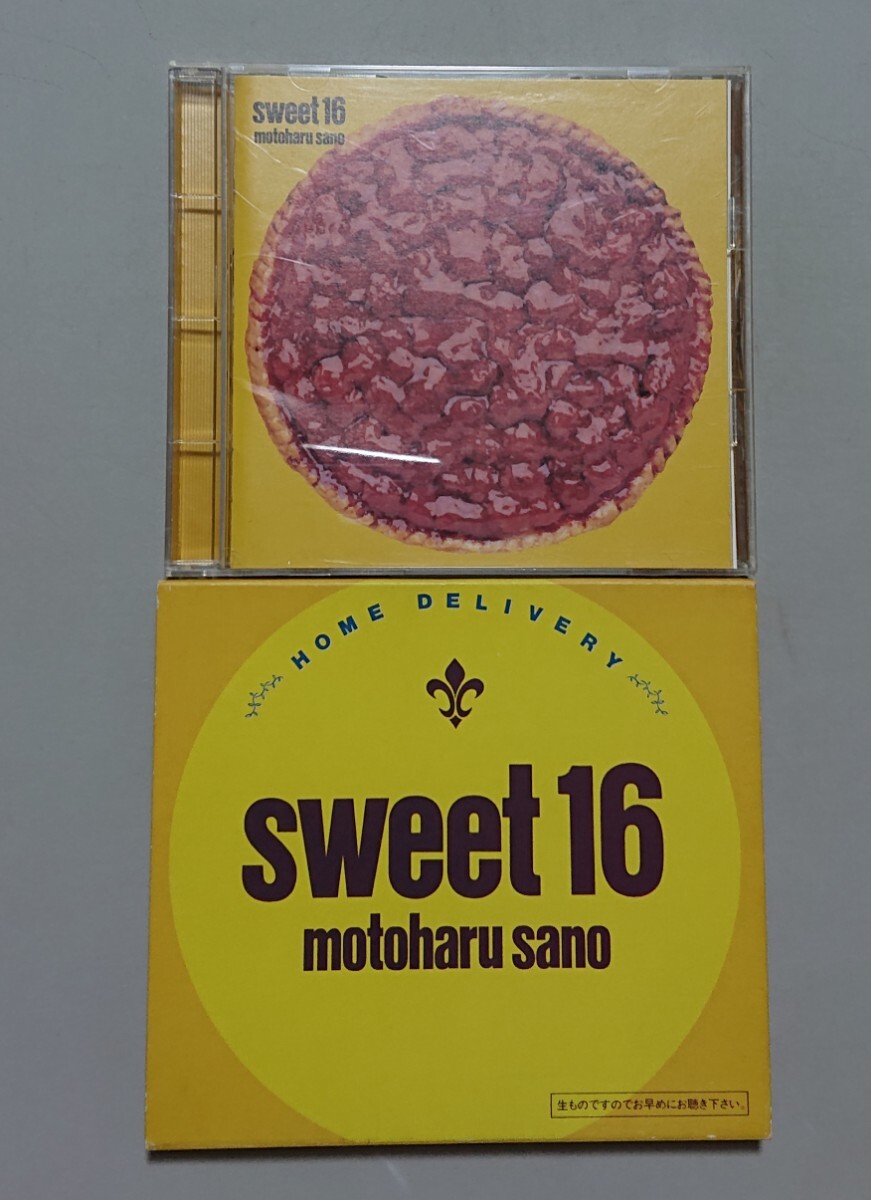 sweet 16
motoharu sano
HOME DELIVERY
sweet 16
motoharu sano
生ものですのでお早めにお聴き下さい。